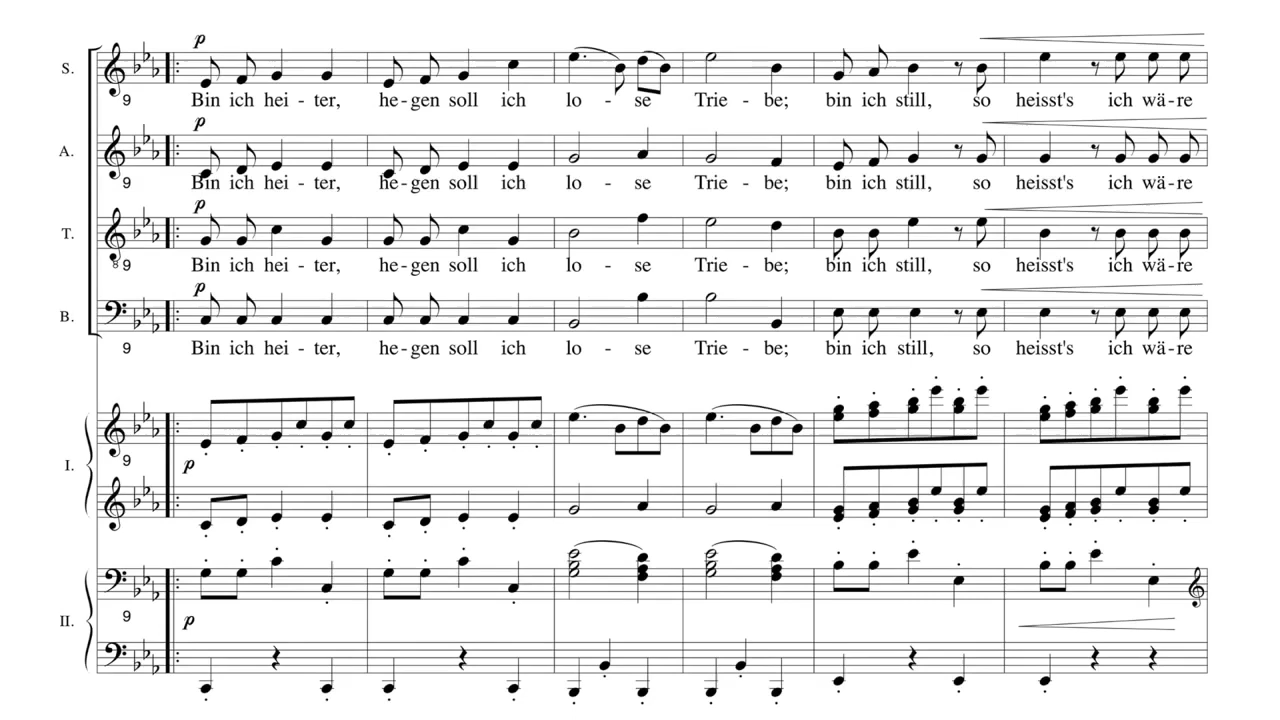 p
S.
9
Bin ich hei - ter, he - gen soll ich lo - se Trie - be; bin ich still, so heisst's ich wä - re
p
A.
9
Bin ich hei - ter, he - gen soll ich lo - se Trie - be; bin ich still, so heisst's ich wä - re
p
T.
8 9
Bin ich hei - ter, he - gen soll ich lo - se Trie - be; bin ich still, so heisst's ich wä - re
p
B.
9
Bin ich hei - ter, he - gen soll ich lo - se Trie - be; bin ich still, so heisst's ich wä - re
I.
9
p
II.
9
p